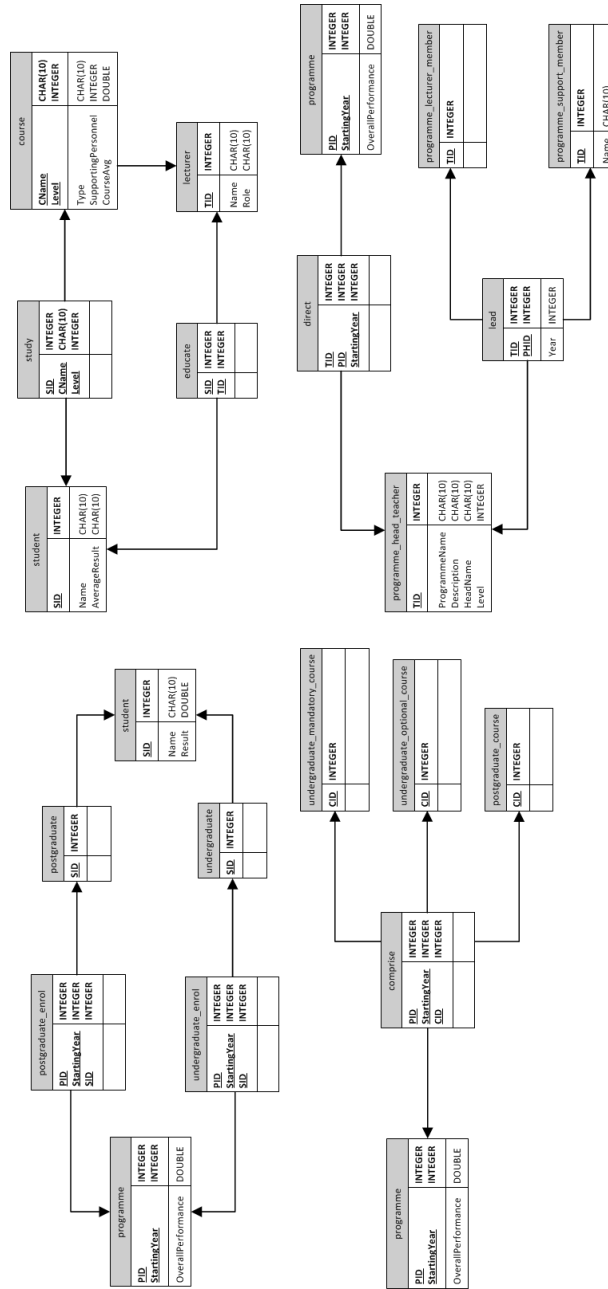 postgraduate_enrol
PID INTEGER
StartingYear INTEGER
SID INTEGER
postgraduate
SID INTEGER
programme
PID INTEGER
StartingYear INTEGER
OverallPerformance DOUBLE
student
SID INTEGER
Name CHAR(10)
Result DOUBLE
undergraduate_enrol
PID INTEGER
StartingYear INTEGER
SID INTEGER
undergraduate
SID INTEGER
student
SID INTEGER
Name CHAR(10)
AverageResult CHAR(10)
study
SID INTEGER
CName CHAR(10)
Level INTEGER
course
CName CHAR(10)
Level INTEGER
Type CHAR(10)
SupportingPersonnel INTEGER
CourseAvg DOUBLE
educate
SID INTEGER
TID INTEGER
lecturer
TID INTEGER
Name CHAR(10)
Role CHAR(10)
programme
PID INTEGER
StartingYear INTEGER
OverallPerformance DOUBLE
comprise
PID INTEGER
StartingYear INTEGER
CID INTEGER
undergraduate_mandatory_course
CID INTEGER
undergraduate_optional_course
CID INTEGER
postgraduate_course
CID INTEGER
direct
TID INTEGER
PID INTEGER
StartingYear INTEGER
programme
PID INTEGER
StartingYear INTEGER
OverallPerformance DOUBLE
programme_head_teacher
TID INTEGER
ProgrammeName CHAR(10)
Description CHAR(10)
HeadName CHAR(10)
Level INTEGER
lead
TID INTEGER
PHID INTEGER
Year INTEGER
programme_lecturer_member
TID INTEGER
programme_support_member
TID INTEGER
Name CHAR(10)